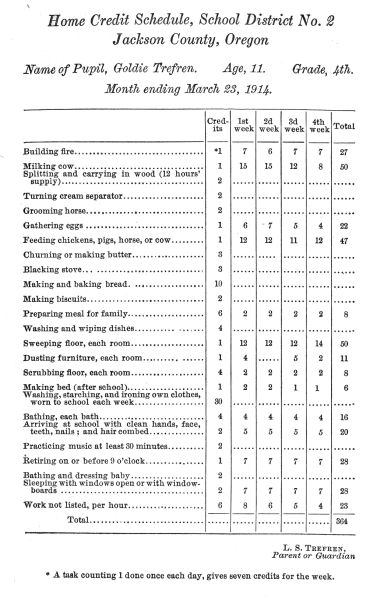 Home Credit Schedule, School District No. 2
Jackson County, Oregon
Name of Pupil, Goldie Trefren. Age, 11. Grade, 4th.
Month ending March 23, 1914.
Cred-its 1st week 2d week 3d week 4th week Total
Building fire *1 7 6 7 7 27
Milking cow 1 15 15 12 8 50
Splitting and carrying in wood (12 hours'
supply) 2 ...... ...... ...... ...... ......
Turning cream separator 2 ...... ...... ...... ...... ......
Grooming horse 2 ...... ...... ...... ...... ......
Gathering eggs 1 6 7 5 4 22
Feeding chickens, pigs, horse, or cow 1 12 12 11 12 47
Churning or making butter 3 ...... ...... ...... ...... ......
Blacking stove 3 ...... ...... ...... ...... ......
Making and baking bread 10 ...... ...... ...... ...... ......
Making biscuits 2 ...... ...... ...... ...... ......
Preparing meal for family 6 2 2 2 2 8
Washing and wiping dishes 4 ...... ...... ...... ...... ......
Sweeping floor, each room 1 12 12 12 14 50
Dusting furniture, each room 1 4 ...... 5 2 11
Scrubbing floor, each room 4 2 2 2 2 8
Making bed (after school) 1 2 2 1 1 6
Washing, starching, and ironing own clothes,
worn to school each week 30
Bathing, each bath 4 4 4 4 4 16
Arriving at school with clean hands, face,
teeth, nails; and hair combed 2 5 5 5 5 20
Practicing music at least 30 minutes 2 ...... ...... ...... ...... ......
Retiring on or before 9 o'clock 1 7 7 7 7 28
Bathing and dressing baby 2 ...... ...... ...... ...... ......
Sleeping with windows open or with window-
boards 2 7 7 7 7 28
Work not listed, per hour 6 8 6 5 4 23
Total ...... ...... ...... ...... ...... 364
L. S. TREFREN,
Parent or Guardian
* A task counting 1 done once each day, gives seven credits for the week.